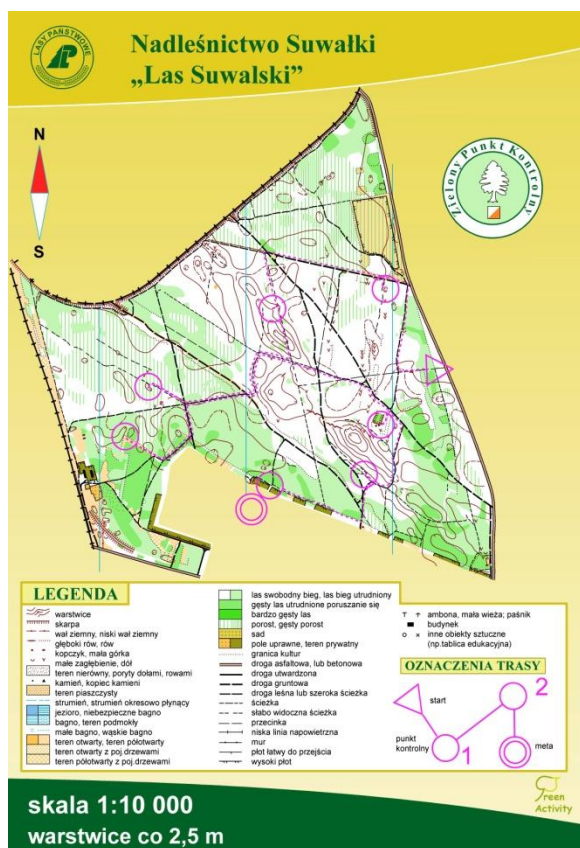 LASY PAŃSTWOWE
Nadleśnictwo Suwałki
„Las Suwalski”
N
S
Zielony Punkt Kontrolny
LEGENDA
warstwice
skarpa
wał ziemny, niski wał ziemny
głęboki rów, rów
kopczyk, mała górka
małe zagłębienie, dół
teren nierówny, poryty dołami, rowami
kamień, kopiec kamieni
teren piaszczysty
strumień, strumień okresowo płynący
jezioro, niebezpieczne bagno
bagno, teren podmokły
małe bagno, wąskie bagno
teren otwarty, teren półotwarty
teren otwarty z poj.drzewami
teren półotwarty z poj.drzewami
las swobodny bieg, las bieg utrudniony
gęsty las utrudnione poruszanie się
bardzo gęsty las
porost, gęsty porost
sad
pole uprawne, teren prywatny
granica kultur
droga asfaltowa, lub betonowa
droga utwardzona
droga gruntowa
droga leśna lub szeroka ścieżka
ścieżka
słabo widoczna ścieżka
przecinka
niska linia napowietrzna
mur
płot łatwy do przejścia
wysoki płot
ambona, mała wieża; paśnik
budynek
inne obiekty sztuczne
(np.tablica edukacyjna)
OZNACZENIA TRASY
start
2
punkt
kontrolny
1
meta
skala 1:10 000
warstwice co 2,5 m
Green
Activity